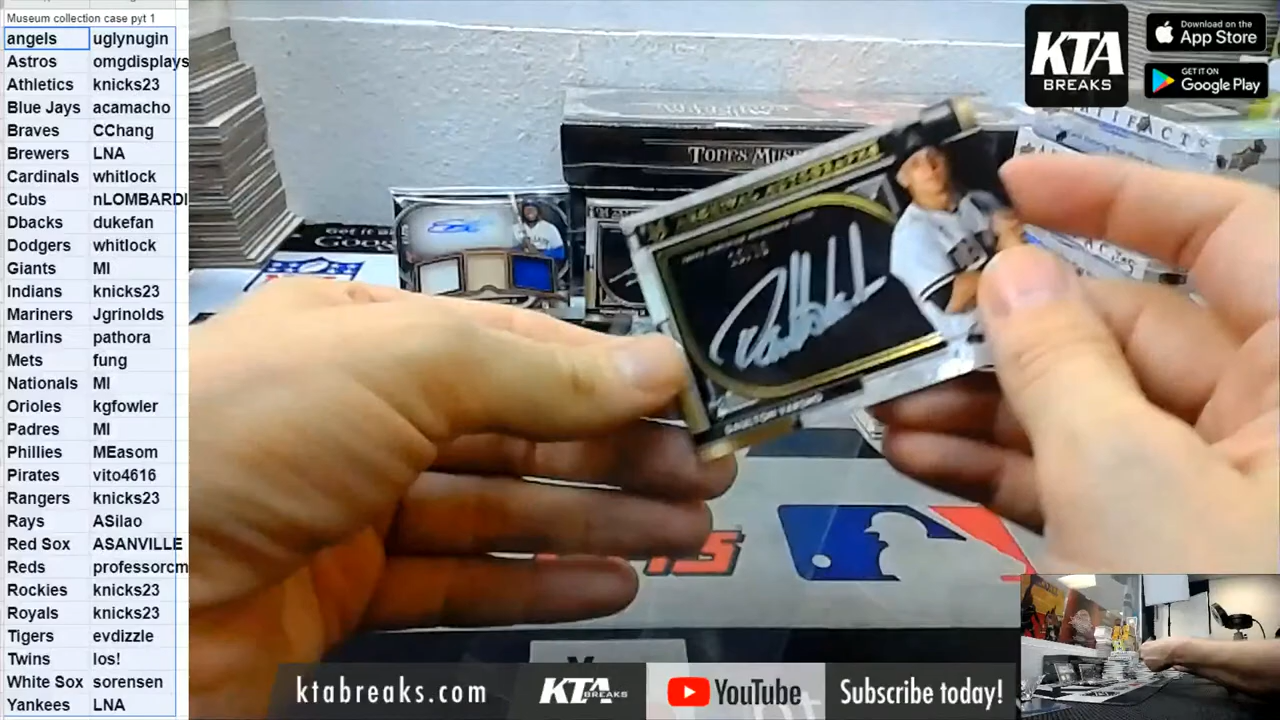 Museum collection case pyt 1
angels uglynugin
Astros omgdisplays
Athletics knicks23
Blue Jays acamacho
Braves CChang
Brewers LNA
Cardinals whitlock
Cubs nLOMBARDI
Dbacks dukefan
Dodgers whitlock
Giants MI
Indians knicks23
Mariners Jgrinolds
Marlins pathora
Mets fung
Nationals MI
Orioles kgfowler
Padres MI
Phillies MEasom
Pirates vito4616
Rangers knicks23
Rays ASilao
Red Sox ASANVILLE
Reds professorcm
Rockies knicks23
Royals knicks23
Tigers evdizzle
Twins los!
White Sox sorensen
Yankees LNA
KTA
BREAKS
Download on the
App Store
GET IT ON
Google Play
Topps Mus
ARTIFACT
DAULTON VARSHO
ktabreaks.com
KTA
BREAKS
YouTube
Subscribe today!